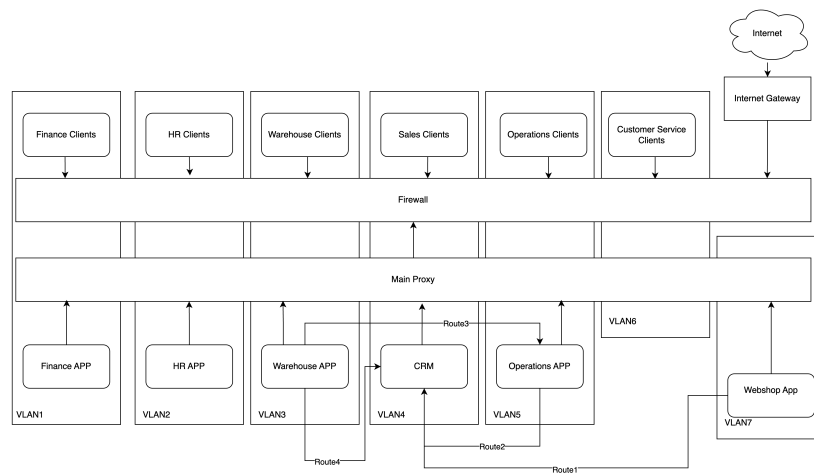 Internet
Internet Gateway
Finance Clients
HR Clients
Warehouse Clients
Sales Clients
Operations Clients
Customer Service
Clients
Firewall
Main Proxy
Route3
VLAN6
Finance APP
HR APP
Warehouse APP
CRM
Operations APP
Webshop App
VLAN1
VLAN2
VLAN3
VLAN4
VLAN5
VLAN7
Route2
Route4
Route1